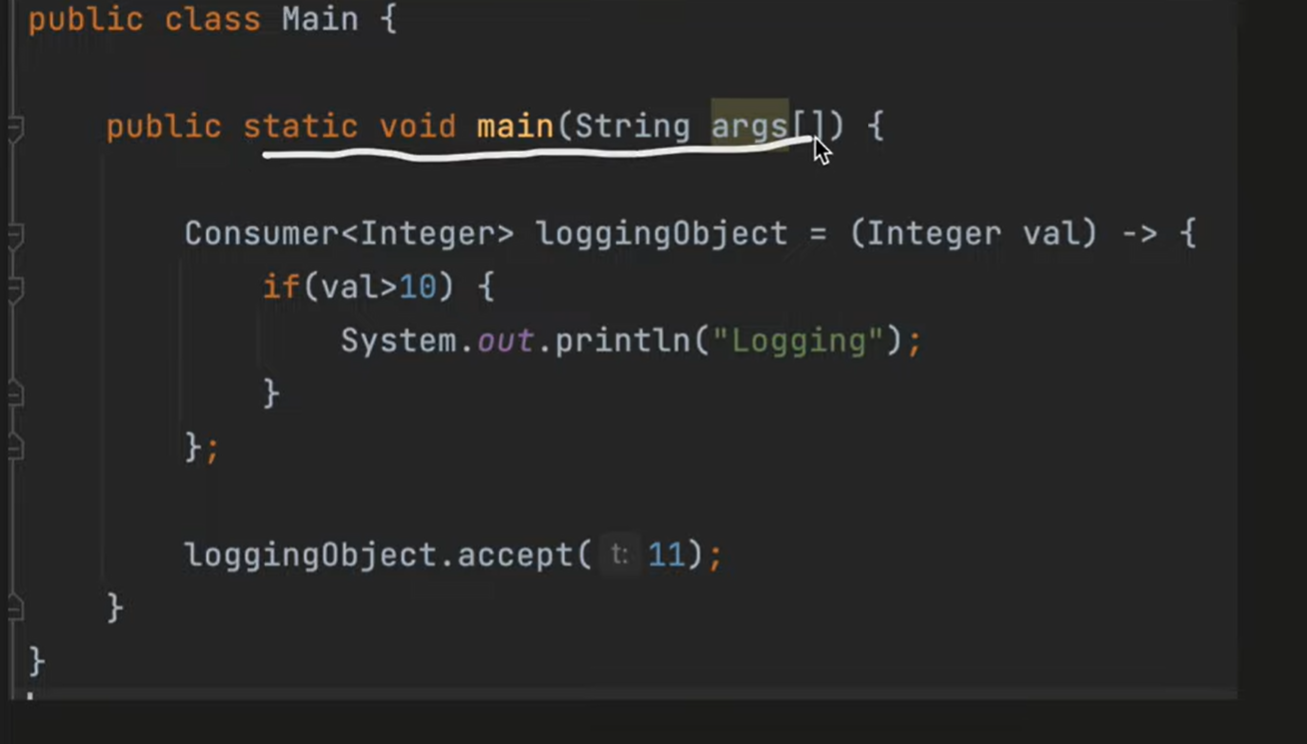 public class Main {
public static void main(String args[]) {
Consumer<Integer> loggingObject = (Integer val) -> {
if(val>10) {
System.out.println("Logging");
}
};
loggingObject.accept( t: 11);
}
}